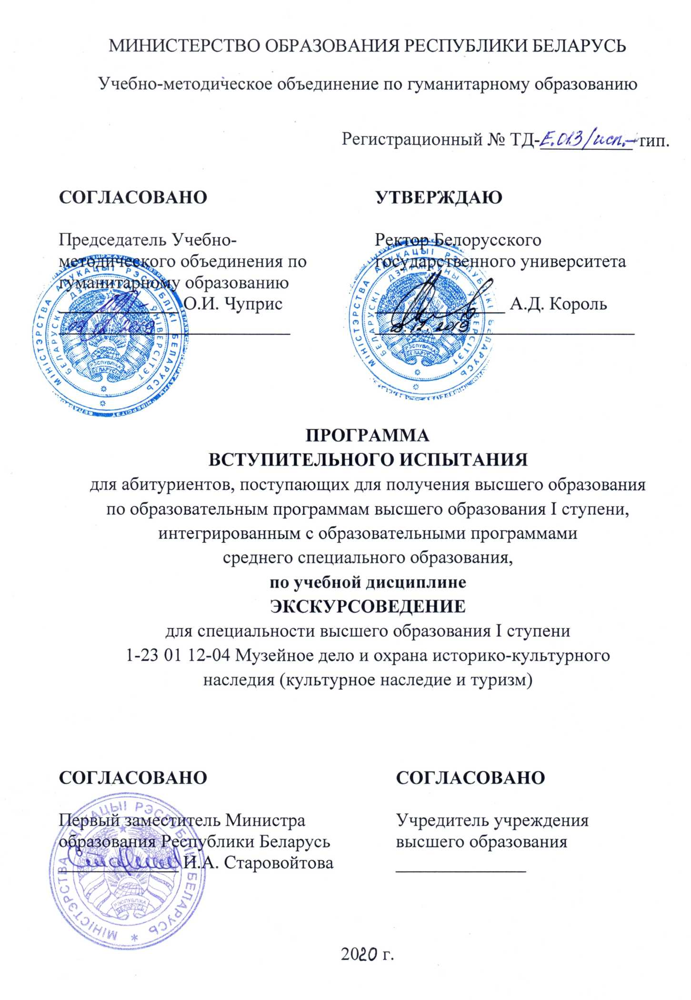 МИНИСТЕРСТВО ОБРАЗОВАНИЯ РЕСПУБЛИКИ БЕЛАРУСЬ
Учебно-методическое объединение по гуманитарному образованию
Регистрационный № ТД-Е.013/исп.-тип.
СОГЛАСОВАНО
Председатель Учебно-
методического объединения по
гуманитарному образованию
О.И. Чуприс
09.12.2019
УТВЕРЖДАЮ
Ректор Белорусского
государственного университета
А.Д. Король
12. 2019
МІНІСТЭРСТВА АДУКАЦЫІ РЭСПУБЛІКІ БЕЛАРУСЬ
БЕЛАРУСКІ ДЗЯРЖАЎНЫ ЎНІВЕРСІТЭТ
РЭСПУБЛІКА
БЕЛАРУСЬ
МІНІСТЭРСТВА АДУКАЦЫІ РЭСПУБЛІКІ БЕЛАРУСЬ
БЕЛАРУСКІ ДЗЯРЖАЎНЫ ЎНІВЕРСІТЭТ
РЭСПУБЛІКА
БЕЛАРУСЬ
ПРОГРАММА
ВСТУПИТЕЛЬНОГО ИСПЫТАНИЯ
для абитуриентов, поступающих для получения высшего образования
по образовательным программам высшего образования I ступени,
интегрированным с образовательными программами
среднего специального образования,
по учебной дисциплине
ЭКСКУРСОВЕДЕНИЕ
для специальности высшего образования I ступени
1-23 01 12-04 Музейное дело и охрана историко-культурного
наследия (культурное наследие и туризм)
СОГЛАСОВАНО
Первый заместитель Министра
образования Республики Беларусь
И.А. Старовойтова
МІНІСТЭРСТВА АДУКАЦЫІ РЭСПУБЛІКІ БЕЛАРУСЬ
РЭСПУБЛІКА
БЕЛАРУСЬ
СОГЛАСОВАНО
Учредитель учреждения
высшего образования
2020 г.